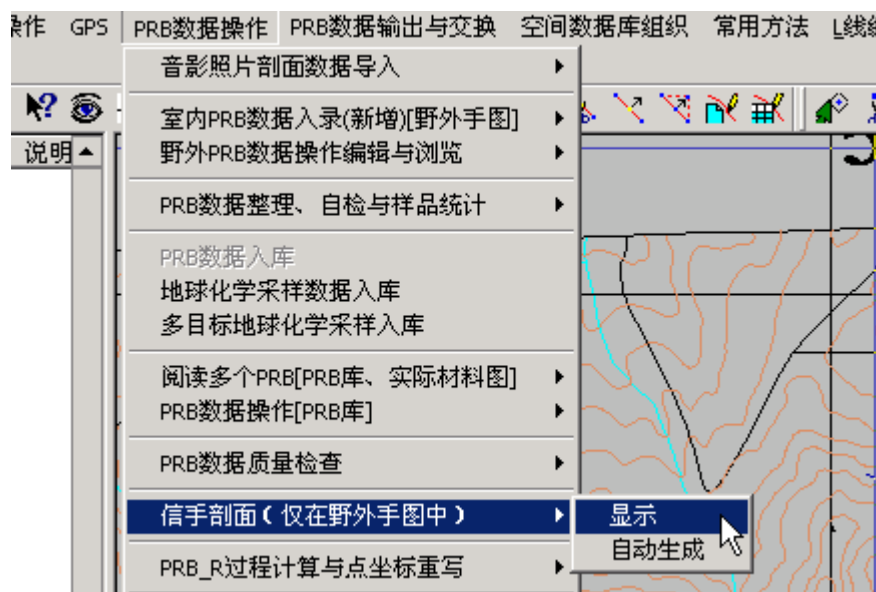 操作 GPS PRB数据操作 PRB数据输出与交换 空间数据库组织 常用方法 L线
说明
音影照片剖面数据导入
室内PRB数据入录(新增)[野外手图]
野外PRB数据操作编辑与浏览
PRB数据整理、自检与样品统计
PRB数据入库
地球化学采样数据入库
多目标地球化学采样入库
阅读多个PRB[PRB库、实际材料图]
PRB数据操作[PRB库]
PRB数据质量检查
信手剖面(仅在野外手图中)
显示
自动生成
PRB_R过程计算与点坐标重写